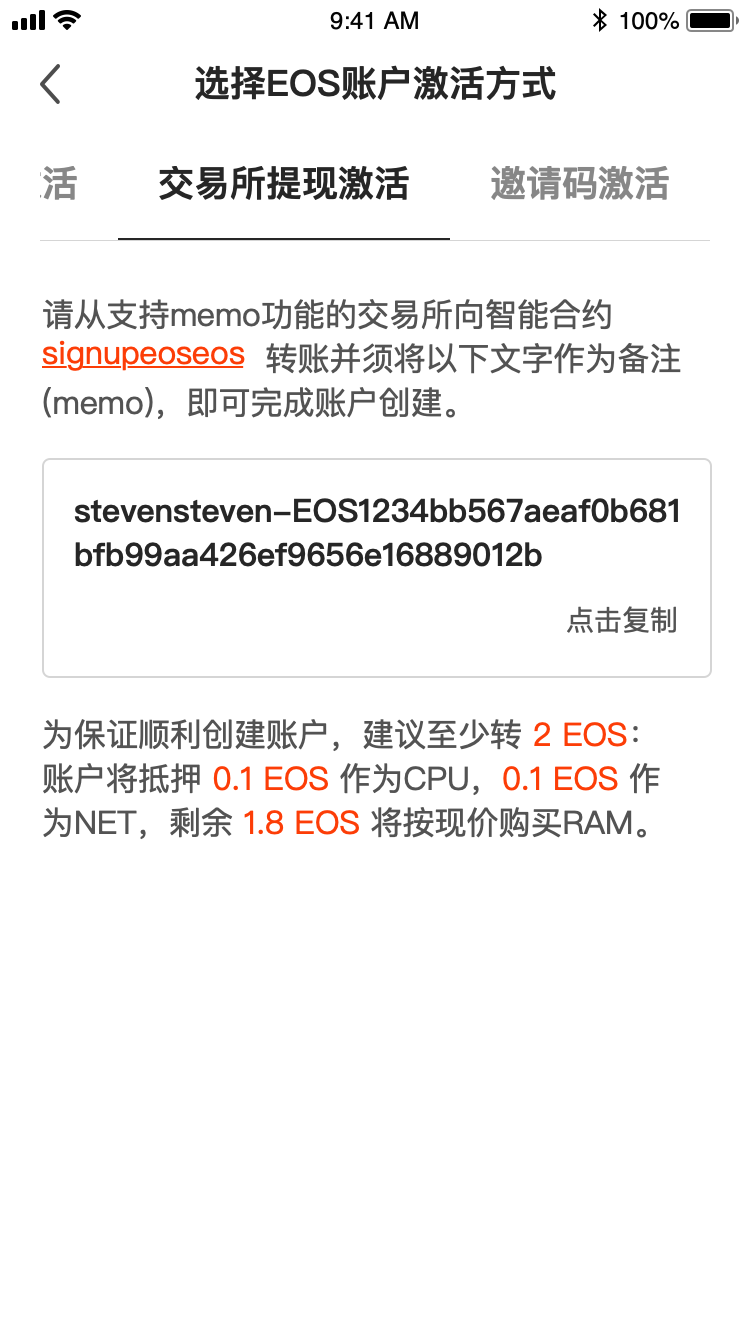 9:41 AM
100%
选择EOS账户激活方式
活
交易所提现激活
邀请码激活
请从支持memo功能的交易所向智能合约
signupeoseos 转账并须将以下文字作为备注
(memo)，即可完成账户创建。
stevensteven-EOS1234bb567aeaf0b681
bfb99aa426ef9656e16889012b
点击复制
为保证顺利创建账户，建议至少转 2 EOS：
账户将抵押 0.1 EOS 作为CPU，0.1 EOS 作
为NET，剩余 1.8 EOS 将按现价购买RAM。